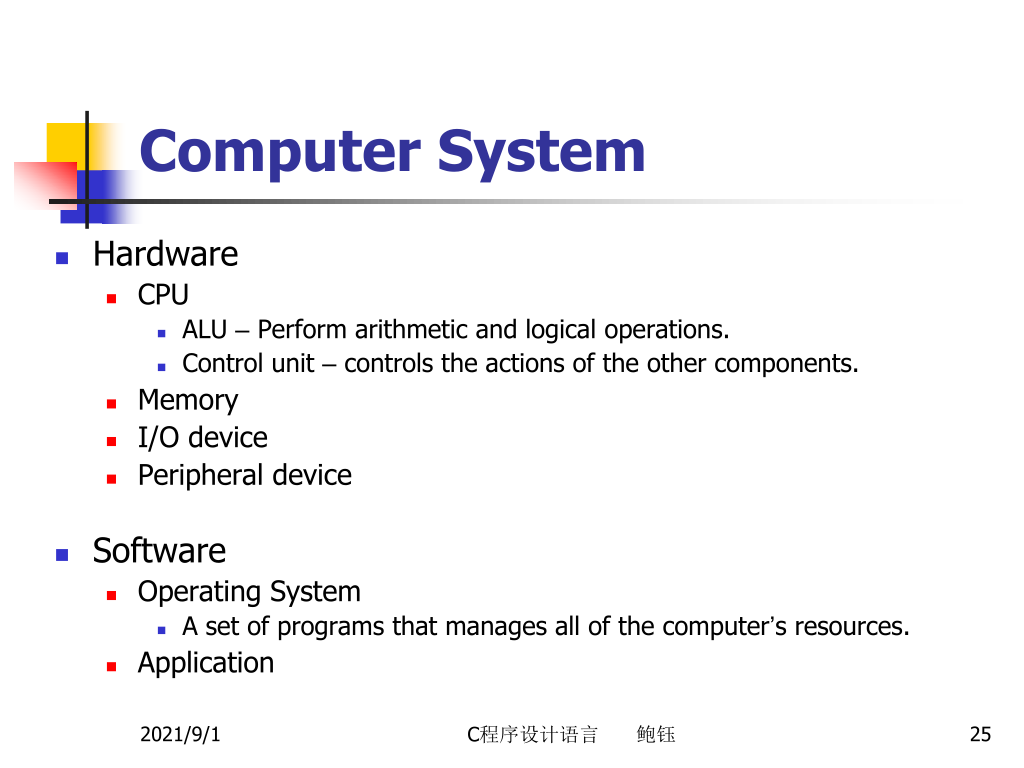 Computer System
Hardware
CPU
ALU – Perform arithmetic and logical operations.
Control unit – controls the actions of the other components.
Memory
I/O device
Peripheral device
Software
Operating System
A set of programs that manages all of the computer’s resources.
Application
2021/9/1 C程序设计语言 鲍钰 25